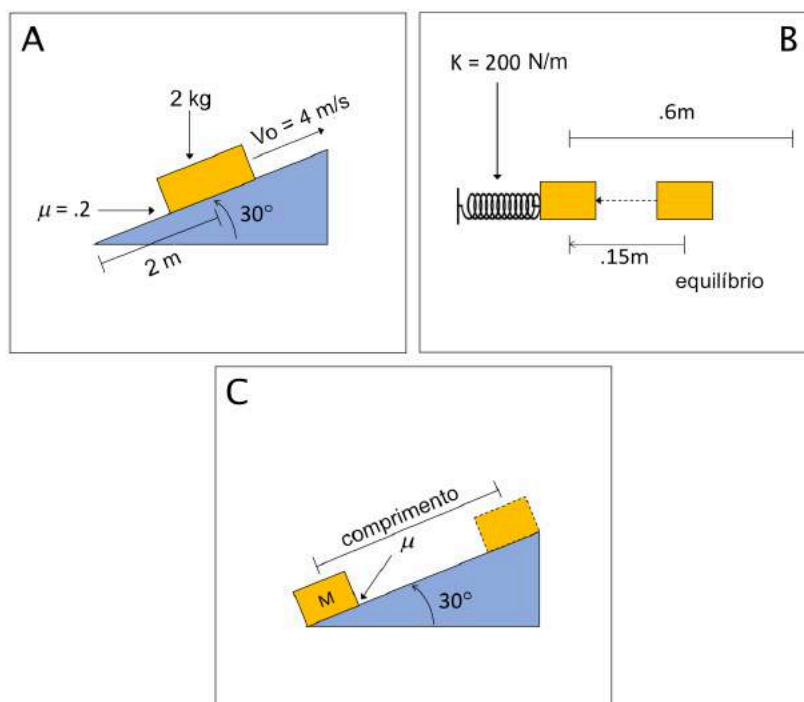 A
2 kg
Vo = 4 m/s
μ = .2
30°
2 m
B
K = 200 N/m
.6m
.15m
equilíbrio
C
comprimento
μ
M
30°